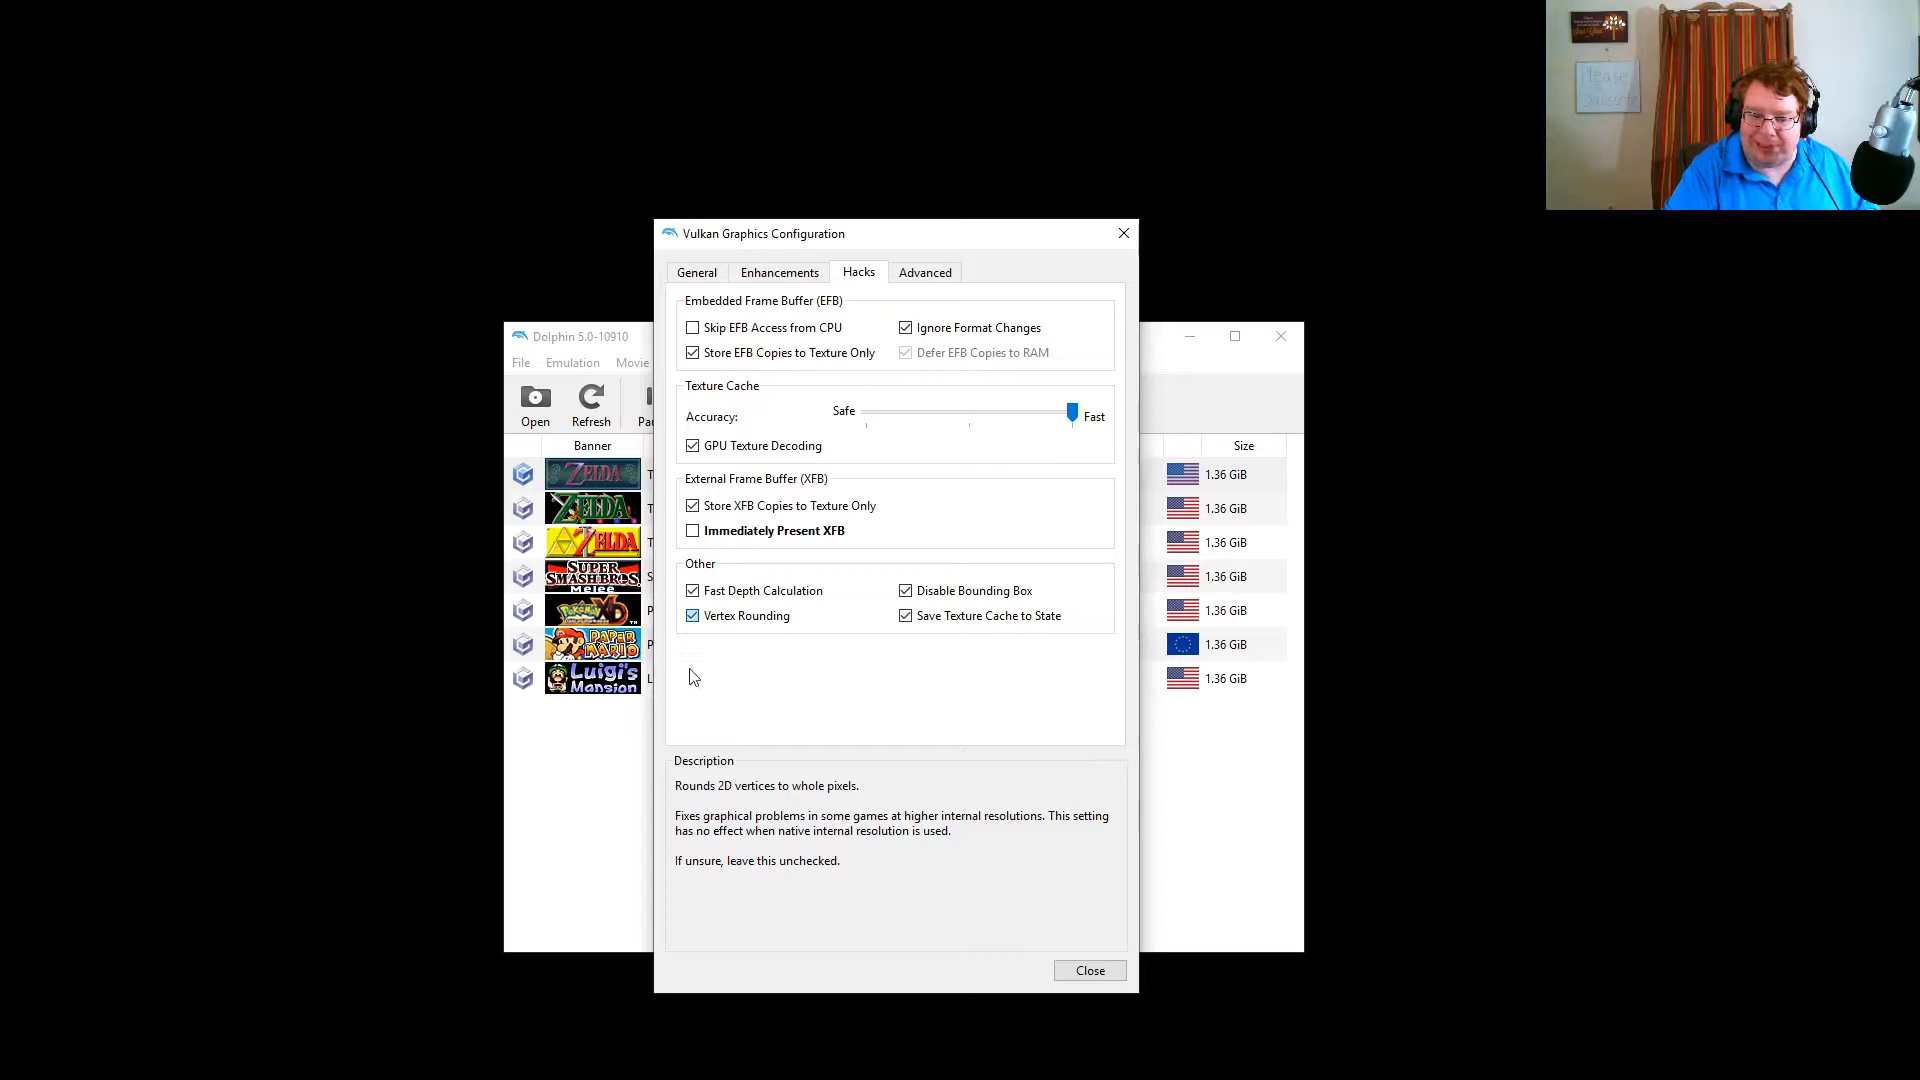 Please
Subscribe
Vulkan Graphics Configuration
General
Enhancements
Hacks
Advanced
Embedded Frame Buffer (EFB)
Skip EFB Access from CPU
Ignore Format Changes
Store EFB Copies to Texture Only
Defer EFB Copies to RAM
Texture Cache
Accuracy:
Safe
Fast
GPU Texture Decoding
External Frame Buffer (XFB)
Store XFB Copies to Texture Only
Immediately Present XFB
Other
Fast Depth Calculation
Disable Bounding Box
Vertex Rounding
Save Texture Cache to State
Description
Rounds 2D vertices to whole pixels.
Fixes graphical problems in some games at higher internal resolutions. This setting
has no effect when native internal resolution is used.
If unsure, leave this unchecked.
Close
Dolphin 5.0-10910
File
Emulation
Movie
Open
Refresh
Pau
Banner
Size
ZELDA
T
1.36 GiB
ZELDA
T
1.36 GiB
ZELDA
T
1.36 GiB
SUPER
SMASH BROS.
Melee
S
1.36 GiB
POKéMON XD
P
1.36 GiB
PAPER
MARIO
P
1.36 GiB
Luigi's
Mansion
L
1.36 GiB